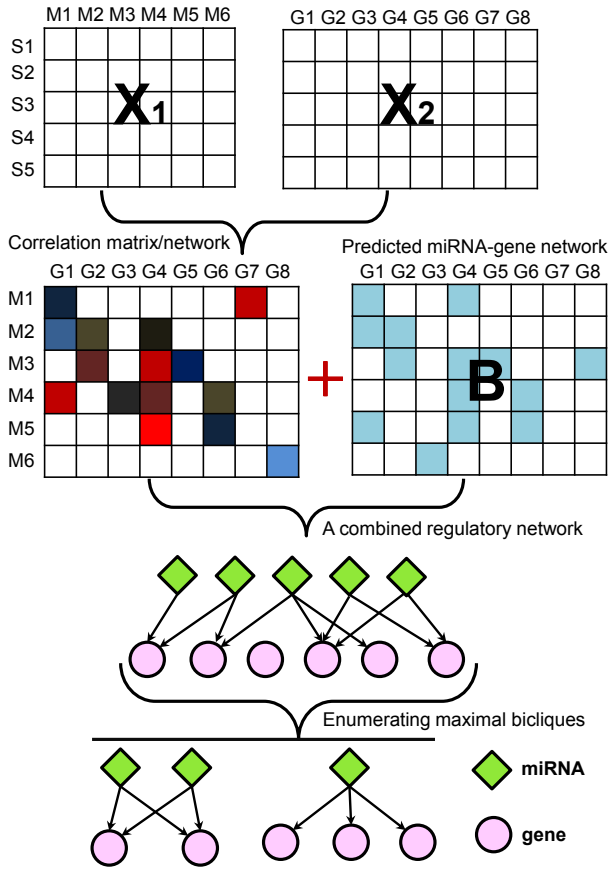 M1 M2 M3 M4 M5 M6
G1 G2 G3 G4 G5 G6 G7 G8
S1
S2
S3
S4
S5
X1
X2
Correlation matrix/network
Predicted miRNA-gene network
G1 G2 G3 G4 G5 G6 G7 G8
G1 G2 G3 G4 G5 G6 G7 G8
M1
M2
M3
M4
M5
M6
+
B
A combined regulatory network
Enumerating maximal bicliques
miRNA
gene